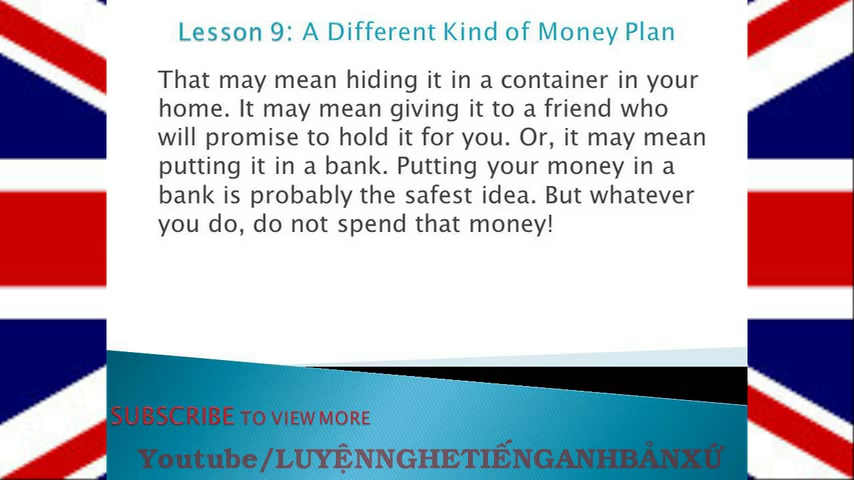 Lesson 9: A Different Kind of Money Plan
That may mean hiding it in a container in your
home. It may mean giving it to a friend who
will promise to hold it for you. Or, it may mean
putting it in a bank. Putting your money in a
bank is probably the safest idea. But whatever
you do, do not spend that money!
SUBSCRIBE TO VIEW MORE
Youtube/LUYỆNNGHETIẾNGANHBẢNXỨ